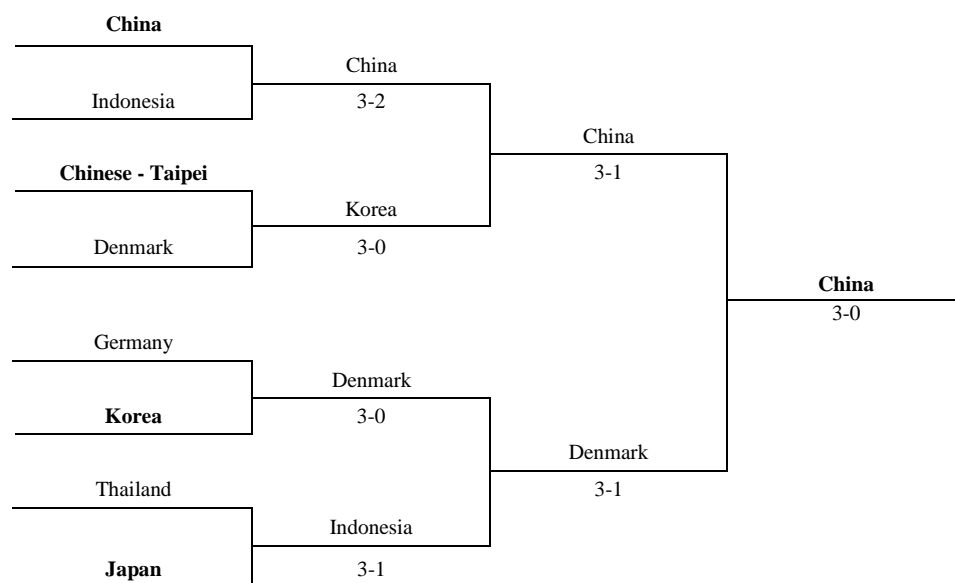 China
China
Indonesia
3-2
China
Chinese - Taipei
3-1
Korea
Denmark
3-0
China
3-0
Germany
Denmark
Korea
3-0
Denmark
Thailand
3-1
Indonesia
Japan
3-1